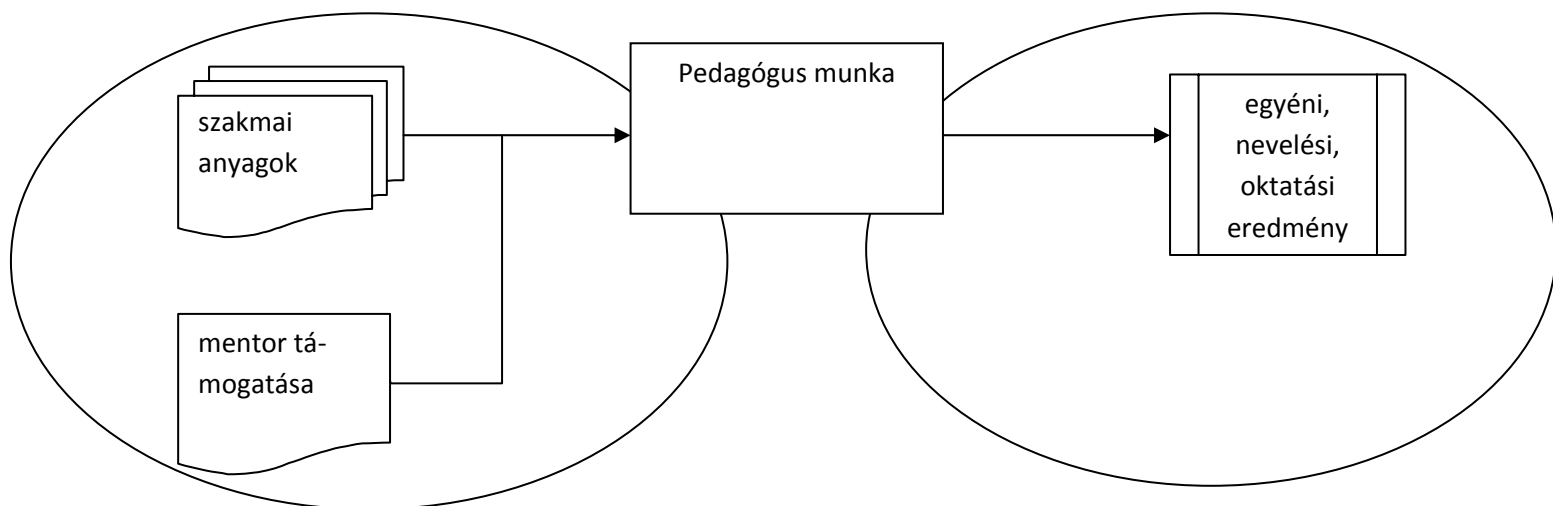 Pedagógus munka
szakmai
anyagok
mentor tá-
mogatása
egyéni,
nevelési,
oktatási
eredmény